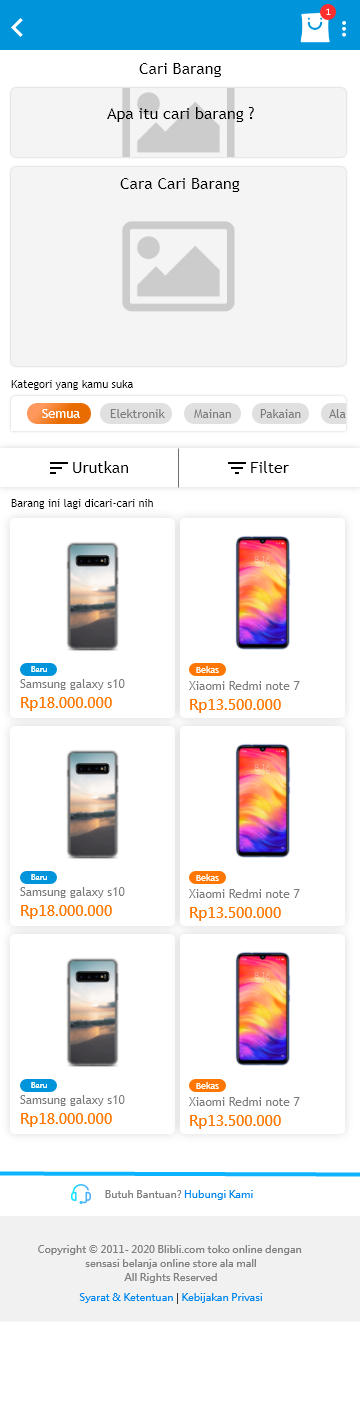 1
Cari Barang
Apa itu cari barang ?
Cara Cari Barang
Kategori yang kamu suka
Semua Elektronik Mainan Pakaian Ala
Urutkan Filter
Barang ini lagi dicari-cari nih
Baru
Samsung galaxy s10
Rp18.000.000
Bekas
Xiaomi Redmi note 7
Rp13.500.000
Baru
Samsung galaxy s10
Rp18.000.000
Bekas
Xiaomi Redmi note 7
Rp13.500.000
Baru
Samsung galaxy s10
Rp18.000.000
Bekas
Xiaomi Redmi note 7
Rp13.500.000
Butuh Bantuan? Hubungi Kami
Copyright © 2011- 2020 Blibli.com toko online dengan
sensasi belanja online store ala mall
All Rights Reserved
Syarat & Ketentuan | Kebijakan Privasi